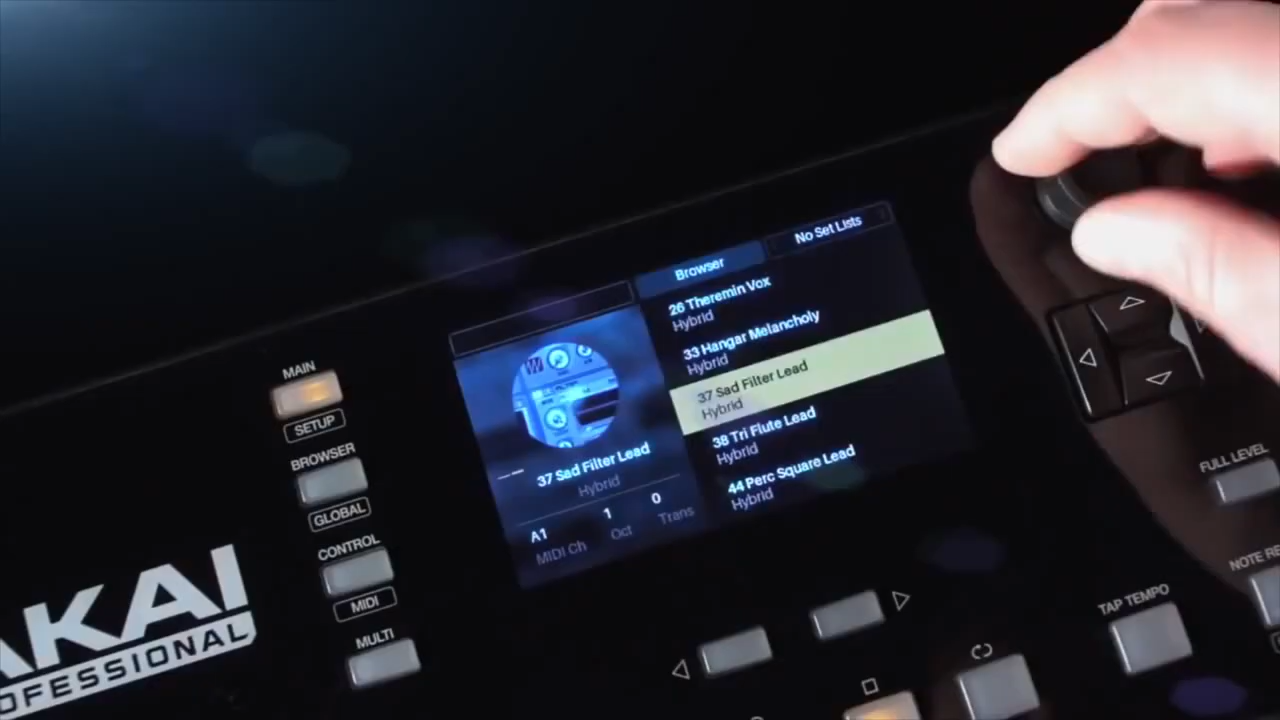 No Set Lists
Browser
26 Theremin Vox
Hybrid
33 Hangar Melancholy
Hybrid
37 Sad Filter Lead
Hybrid
38 Tri Flute Lead
Hybrid
44 Perc Square Lead
Hybrid
37 Sad Filter Lead
Hybrid
A1 1 0
MIDI Ch Oct Trans
MAIN
SETUP
BROWSER
GLOBAL
CONTROL
MIDI
MULTI
AKAI
PROFESSIONAL
FULL LEVEL
NOTE RE
TAP TEMPO